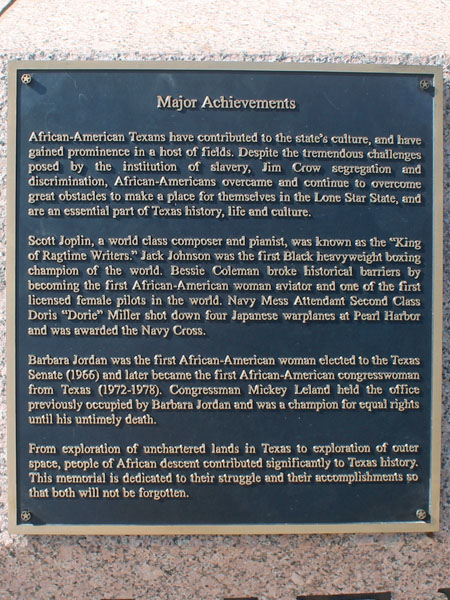 Major Achievements
African-American Texans have contributed to the state's culture, and have
gained prominence in a host of fields. Despite the tremendous challenges
posed by the institution of slavery, Jim Crow segregation and
discrimination, African-Americans overcame and continue to overcome
great obstacles to make a place for themselves in the Lone Star State, and
are an essential part of Texas history, life and culture.
Scott Joplin, a world class composer and pianist, was known as the "King
of Ragtime Writers." Jack Johnson was the first Black heavyweight boxing
champion of the world. Bessie Coleman broke historical barriers by
becoming the first African-American woman aviator and one of the first
licensed female pilots in the world. Navy Mess Attendant Second Class
Doris "Dorie" Miller shot down four Japanese warplanes at Pearl Harbor
and was awarded the Navy Cross.
Barbara Jordan was the first African-American woman elected to the Texas
Senate (1966) and later became the first African-American congresswoman
from Texas (1972-1978). Congressman Mickey Leland held the office
previously occupied by Barbara Jordan and was a champion for equal rights
until his untimely death.
From exploration of unchartered lands in Texas to exploration of outer
space, people of African descent contributed significantly to Texas history.
This memorial is dedicated to their struggle and their accomplishments so
that both will not be forgotten.